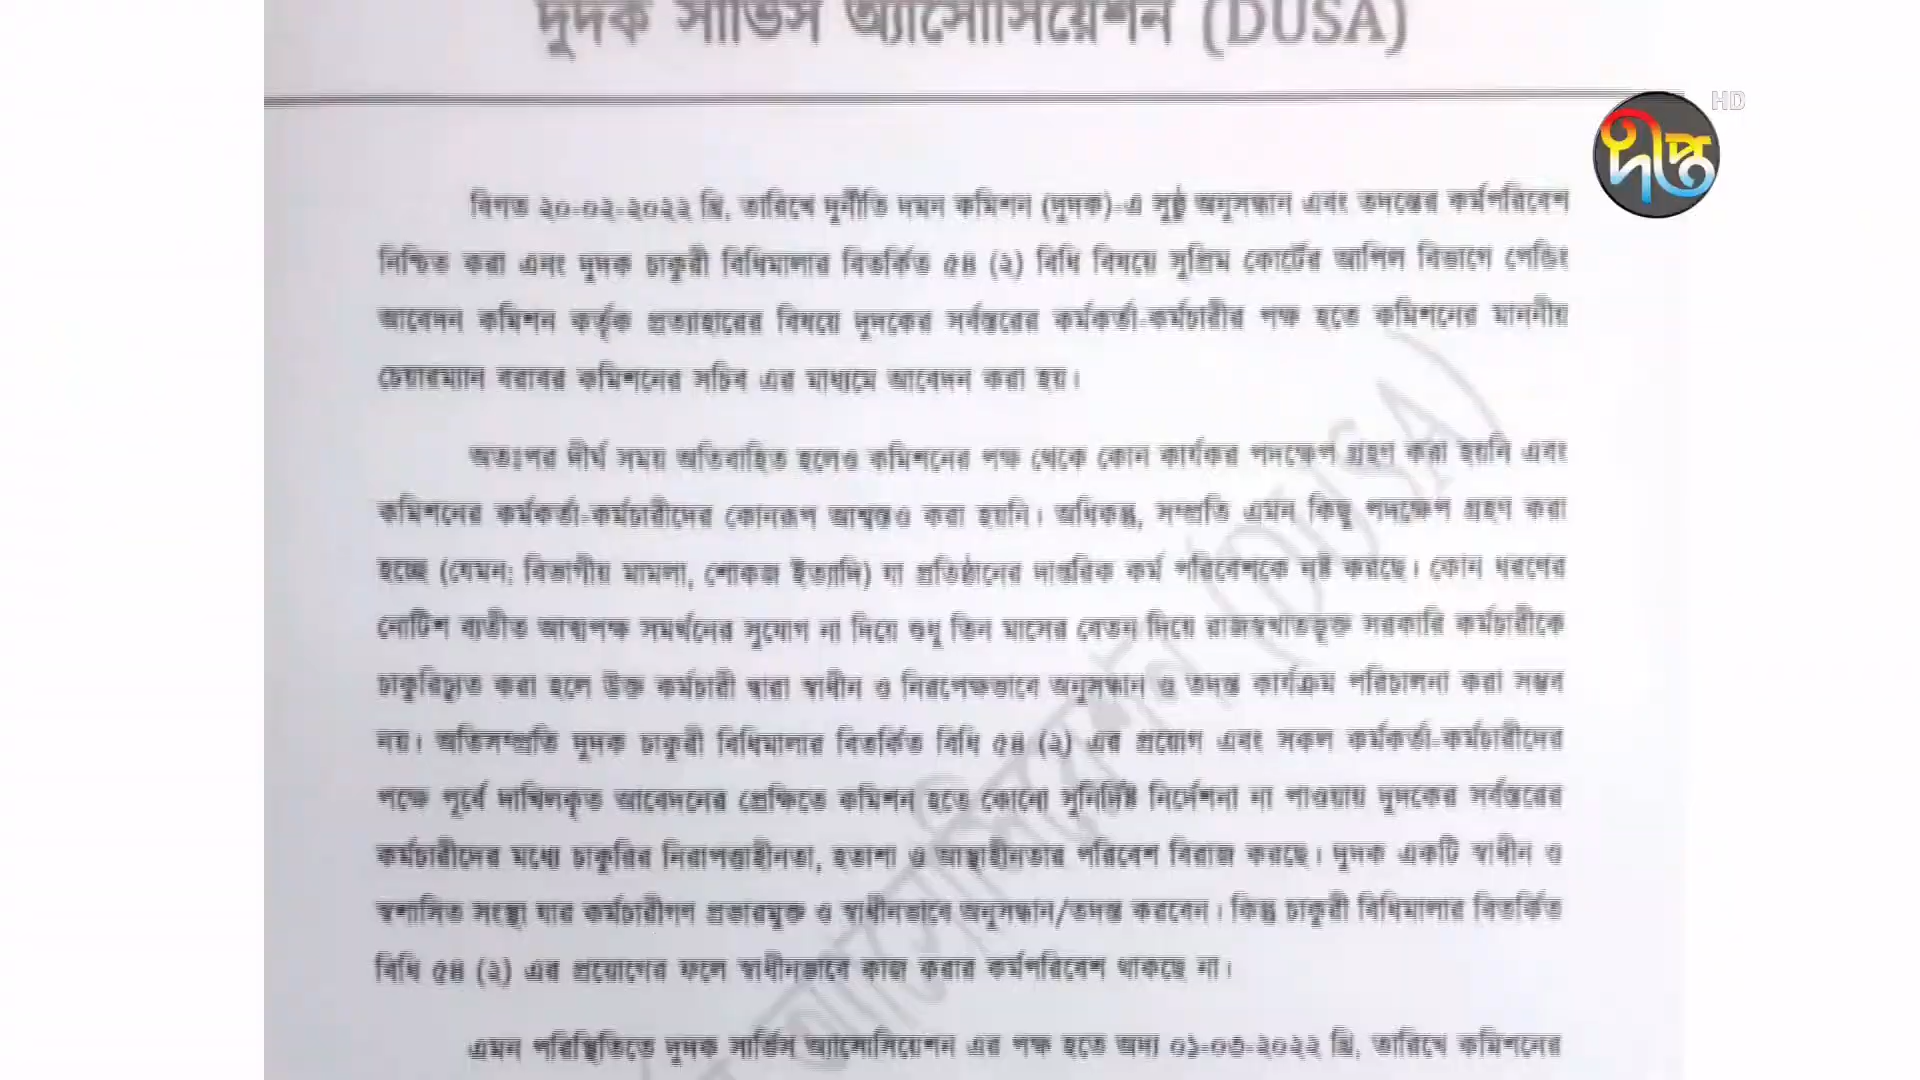 দুদক সার্ভিস অ্যাসোসিয়েশন (DUSA)
HD
দীপ্ত
বিগত ২০-০২-২০২২ খ্রি. তারিখে দুর্নীতি দমন কমিশন (দুদক)-এ সুষ্ঠু অনুসন্ধান এবং তদন্তের কর্মপরিবেশ
নিশ্চিত করা এবং দুদক চাকুরী বিধিমালার বিতর্কিত ৫৪ (২) বিধি বিষয়ে সুপ্রিম কোর্টের আপিল বিভাগে পেন্ডিং
আবেদন কমিশন কর্তৃক প্রত্যাহারের বিষয়ে দুদকের সর্বস্তরের কর্মকর্তা-কর্মচারীর পক্ষ হতে কমিশনের মাননীয়
চেয়ারম্যান বরাবর কমিশনের সচিব এর মাধ্যমে আবেদন করা হয়।
অতঃপর দীর্ঘ সময় অতিবাহিত হলেও কমিশনের পক্ষ থেকে কোন কার্যকর পদক্ষেপ গ্রহণ করা হয়নি এবং
কমিশনের কর্মকর্তা-কর্মচারীদের কোনরূপ আশ্বস্তও করা হয়নি। অধিকন্তু, সম্প্রতি এমন কিছু পদক্ষেপ গ্রহণ করা
হচ্ছে (যেমন: বিভাগীয় মামলা, শোকজ ইত্যাদি) যা প্রতিষ্ঠানের দাপ্তরিক কর্ম পরিবেশকে নষ্ট করছে। কোন ধরণের
নোটিশ ব্যতীত আত্মপক্ষ সমর্থনের সুযোগ না দিয়ে শুধু তিন মাসের বেতন দিয়ে রাজস্বখাতভূক্ত সরকারি কর্মচারীকে
চাকুরিচ্যুত করা হলে উক্ত কর্মচারী দ্বারা স্বাধীন ও নিরপেক্ষভাবে অনুসন্ধান ও তদন্ত কার্যক্রম পরিচালনা করা সম্ভব
নয়। অতিসম্প্রতি দুদক চাকুরী বিধিমালার বিতর্কিত বিধি ৫৪ (২) এর প্রয়োগ এবং সকল কর্মকর্তা-কর্মচারীদের
পক্ষে পূর্বে দাখিলকৃত আবেদনের প্রেক্ষিতে কমিশন হতে কোনো সুনির্দিষ্ট নির্দেশনা না পাওয়ায় দুদকের সর্বস্তরের
কর্মচারীদের মধ্যে চাকুরির নিরাপত্তাহীনতা, হতাশা ও আস্থাহীনতার পরিবেশ বিরাজ করছে। দুদক একটি স্বাধীন ও
স্বশাসিত সংস্থা যার কর্মচারীগণ প্রভাবমুক্ত ও স্বাধীনভাবে অনুসন্ধান/তদন্ত করবেন। কিন্তু চাকুরী বিধিমালার বিতর্কিত
বিধি ৫৪ (২) এর প্রয়োগের ফলে স্বাধীনভাবে কাজ করার কর্মপরিবেশ থাকছে না।
এমন পরিস্থিতিতে দুদক সার্ভিস অ্যাসোসিয়েশন এর পক্ষ হতে অদ্য ০১-০৩-২০২২ খ্রি. তারিখে কমিশনের